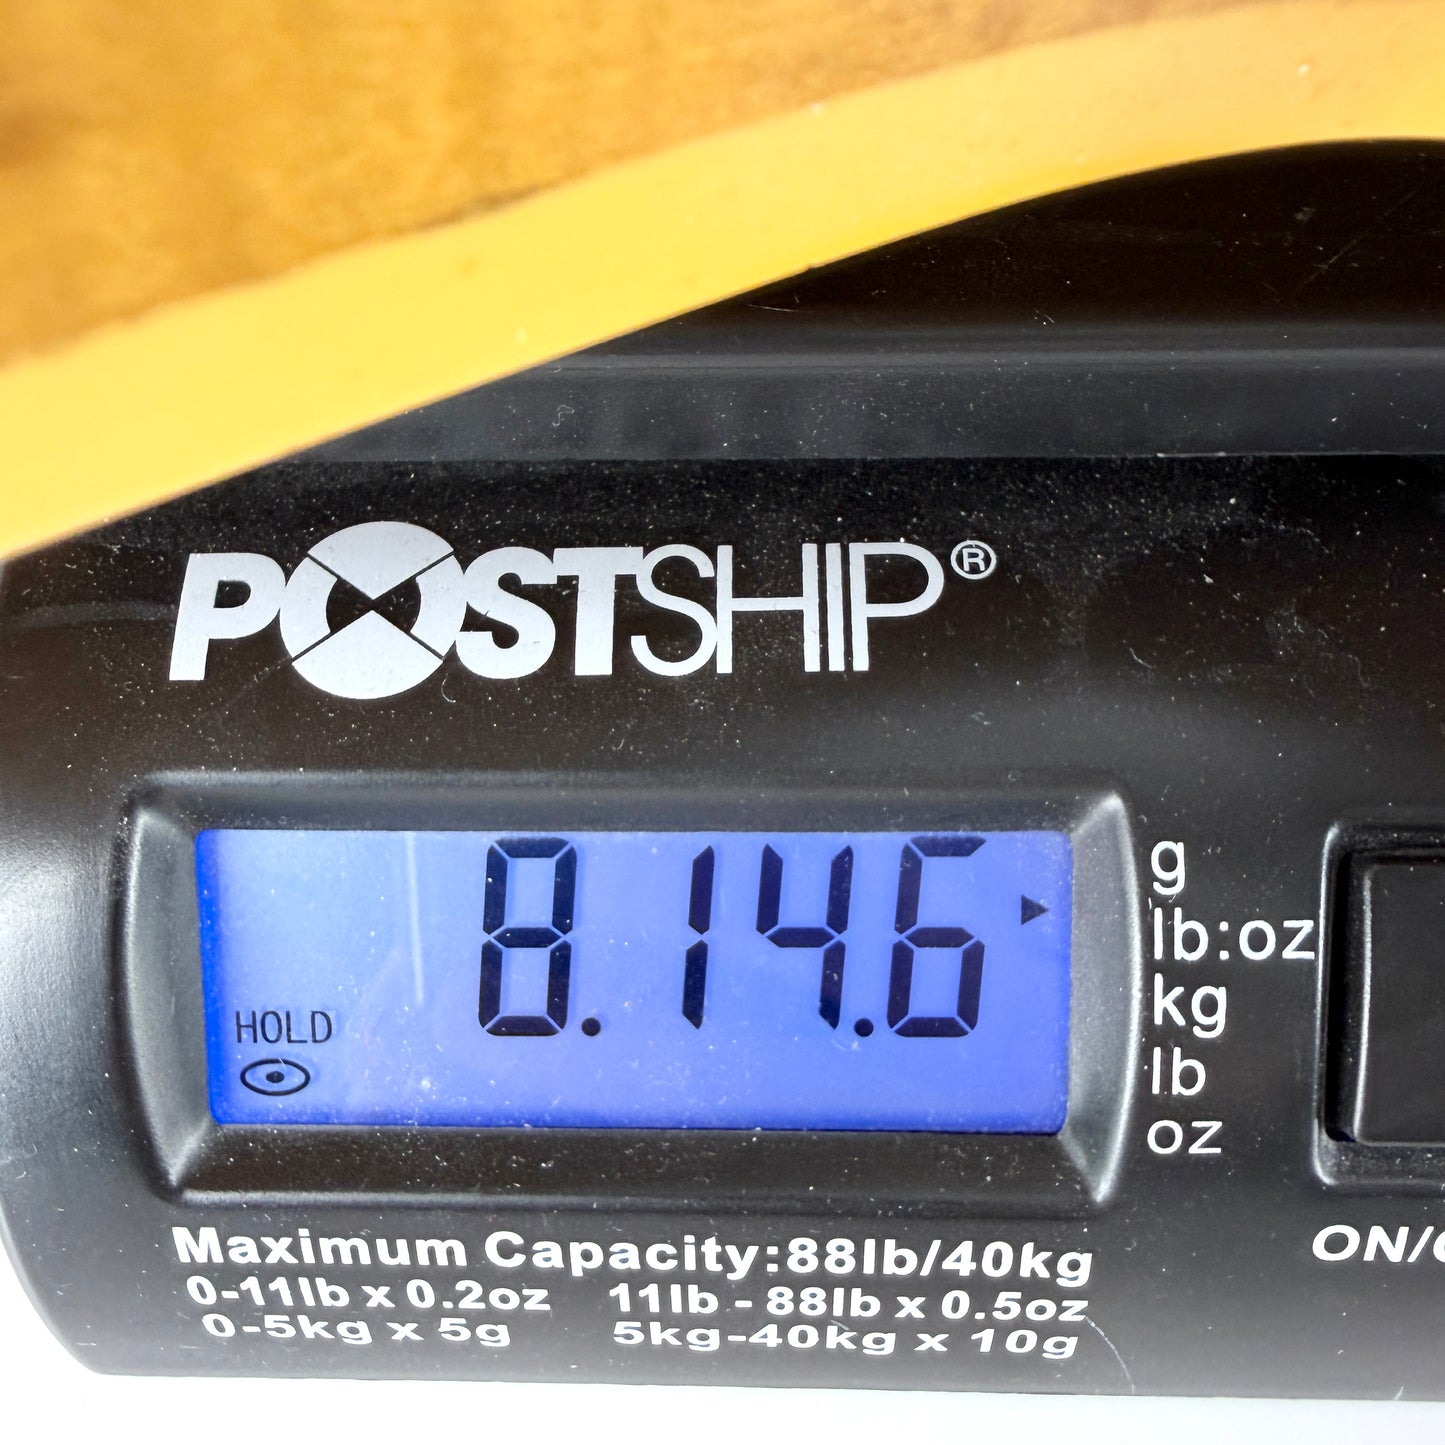 POSTSHIP®
8.14.6
g
lb:oz
kg
lb
oz
HOLD
Maximum Capacity:88lb/40kg
0-11lb x 0.2oz 11lb - 88lb x 0.5oz
0-5kg x 5g 5kg-40kg x 10g